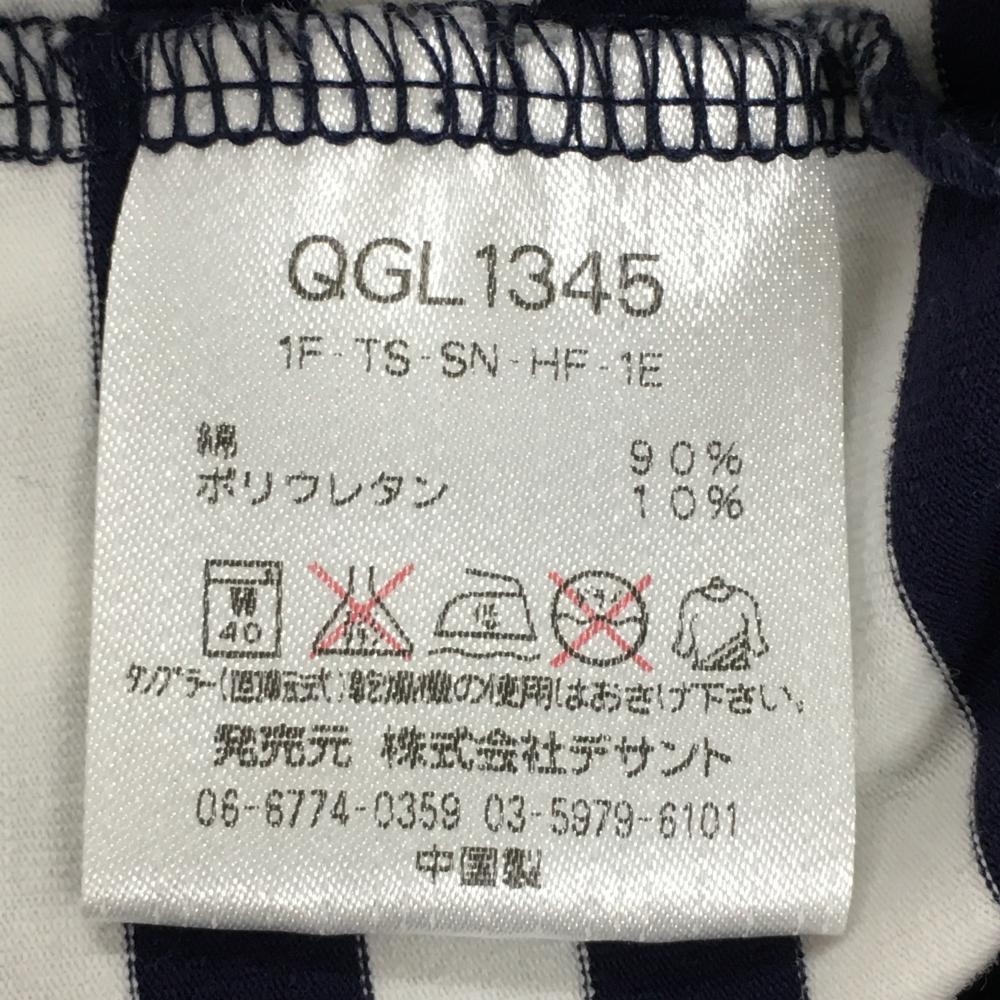 QGL1345
1F-TS-SN-HF-1E
綿 90%
ポリウレタン 10%
W 40
タンブラー(回転式)乾燥機の使用はおさけ下さい。
発売元 株式会社デサント
06-6774-0359 03-5979-6101
中国製